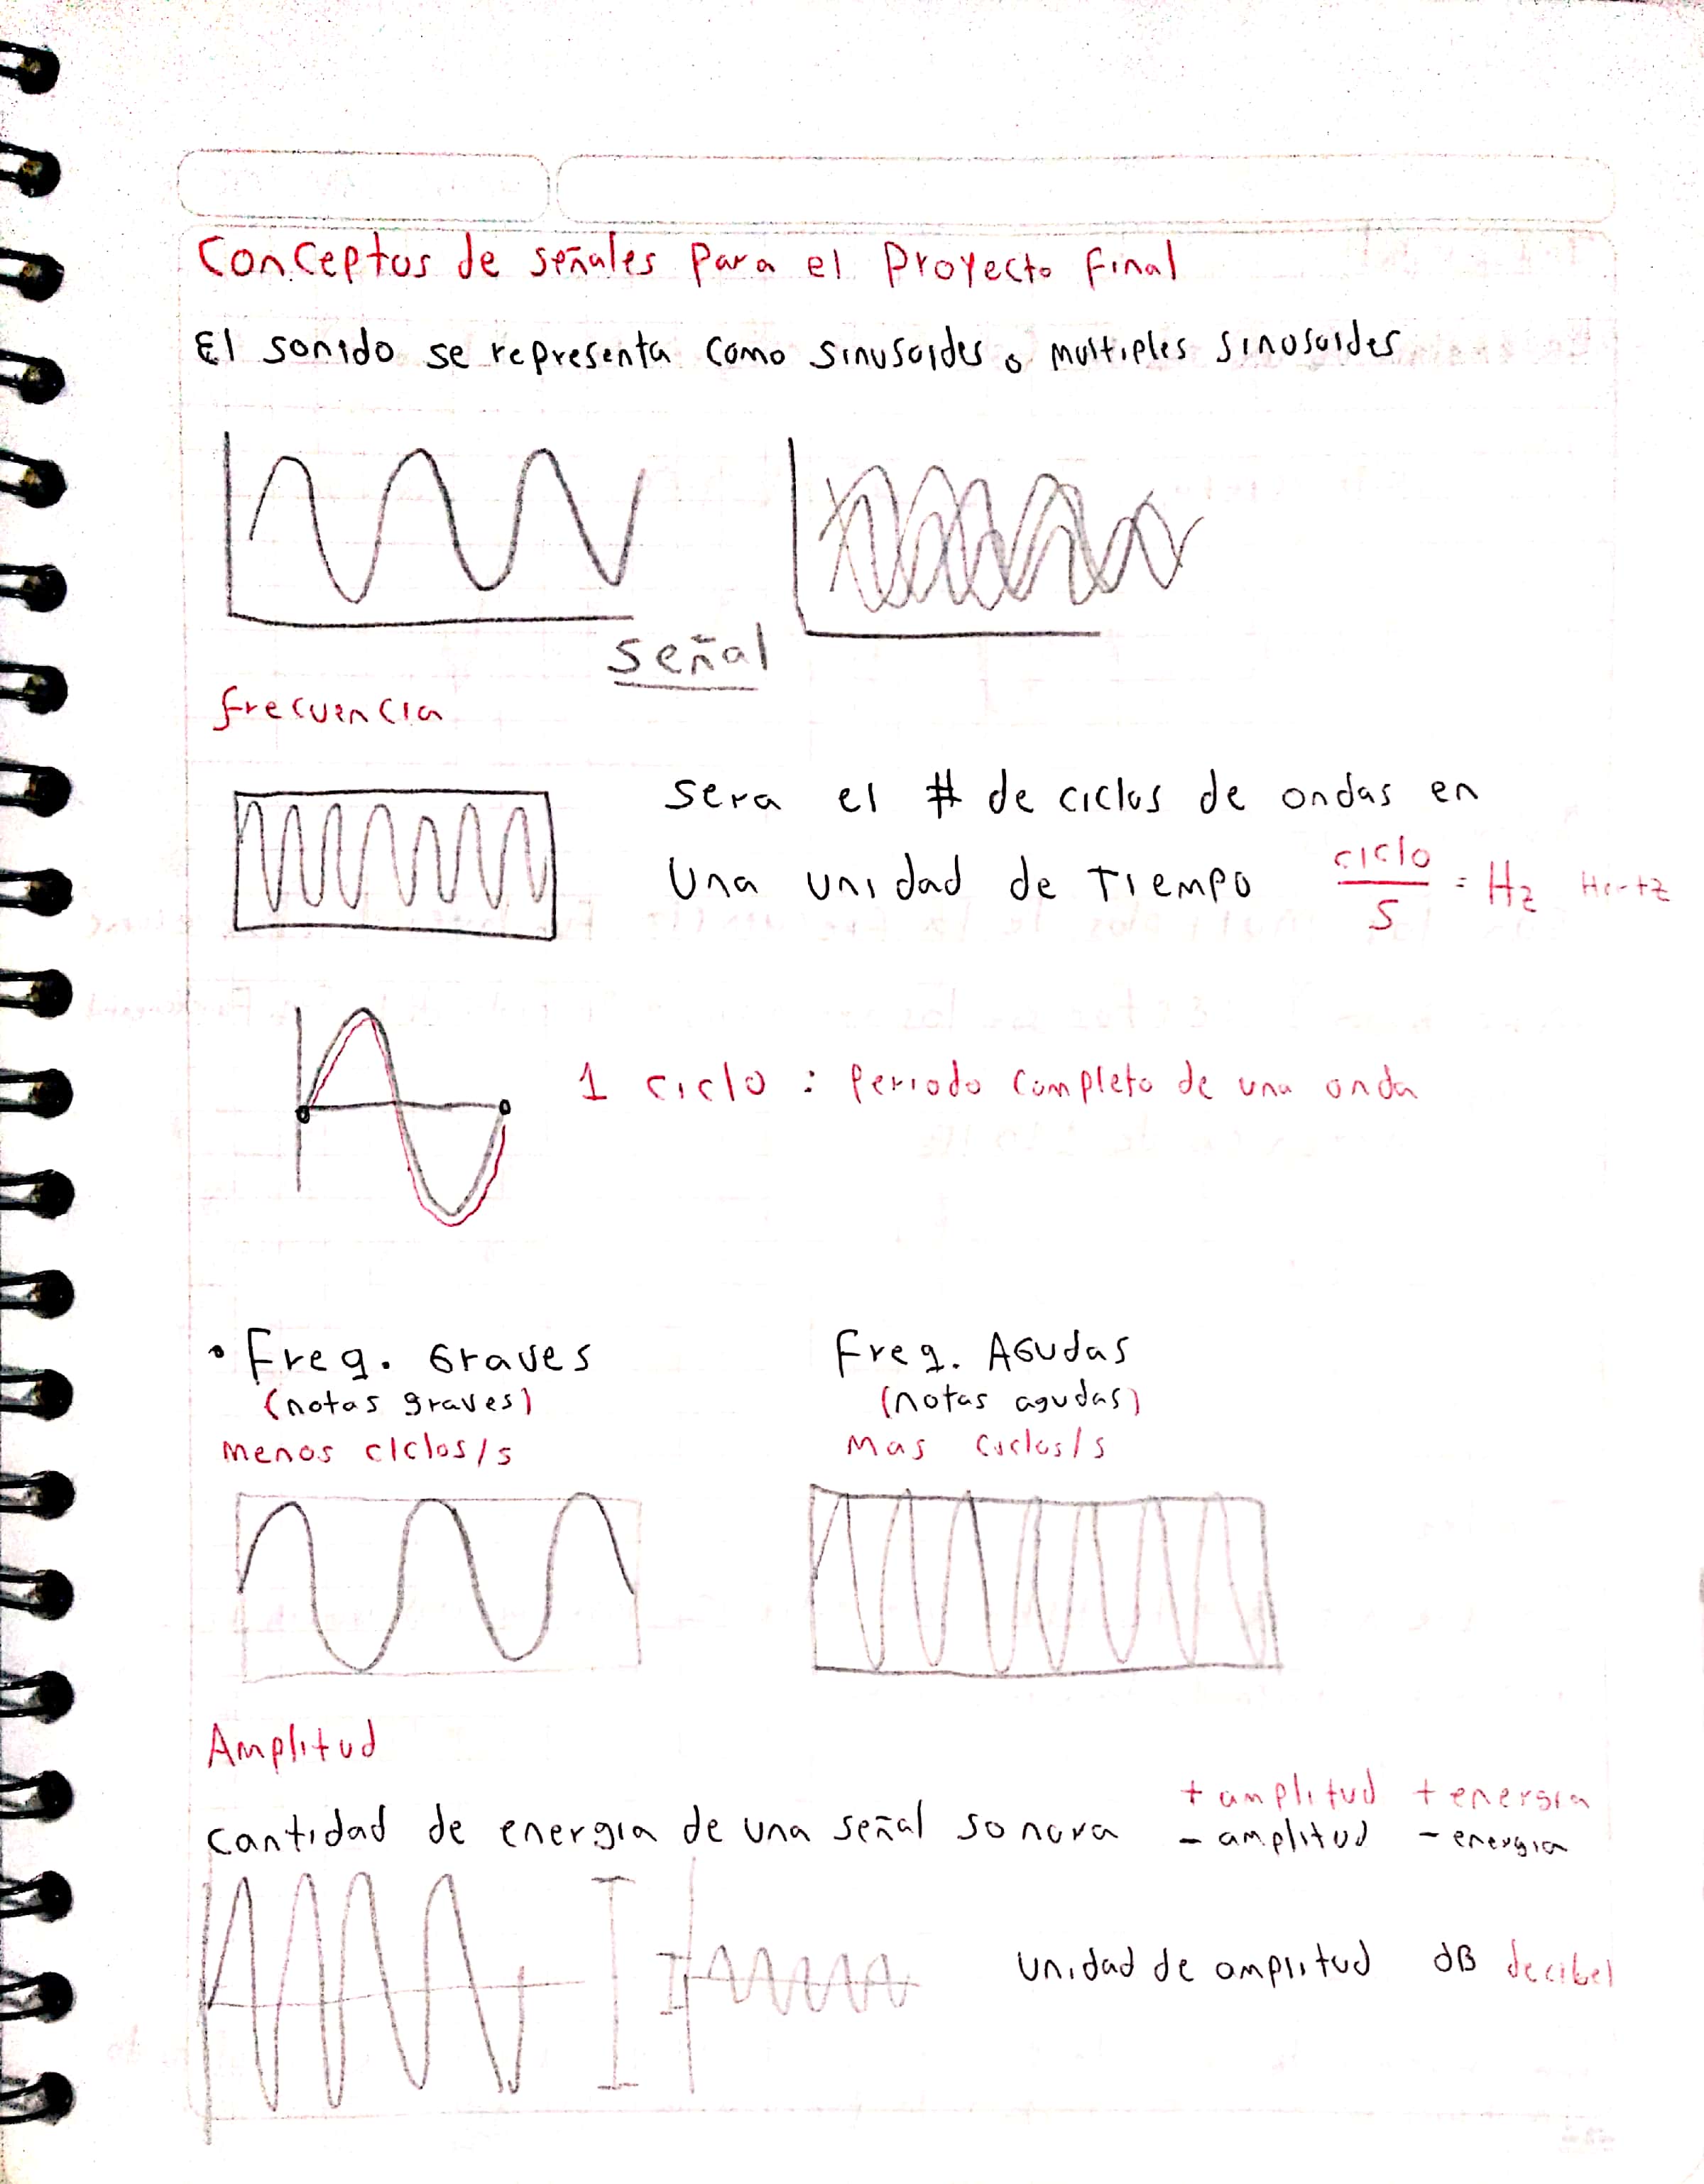 Conceptos de señales para el Proyecto final
El sonido se representa como sinusoides o multiples sinusoides
señal
frecuencia
sera el # de ciclos de ondas en
una unidad de Tiempo ciclo/s = Hz Hertz
1 ciclo : Periodo completo de una onda
• Freq. Graves Freq. AGudas
(notas graves) (notas agudas)
menos ciclos/s Mas ciclos/s
Amplitud
+ amplitud + energia
cantidad de energia de una señal sonora - amplitud - energia
unidad de amplitud dB decibel